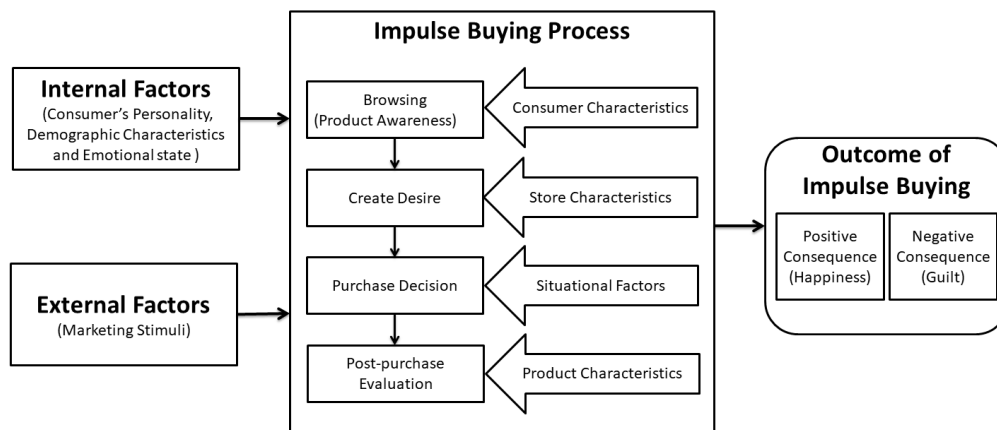 Internal Factors
(Consumer's Personality,
Demographic Characteristics
and Emotional state )
External Factors
(Marketing Stimuli)
Impulse Buying Process
Browsing
(Product Awareness)
Consumer Characteristics
Create Desire
Store Characteristics
Purchase Decision
Situational Factors
Post-purchase
Evaluation
Product Characteristics
Outcome of
Impulse Buying
Positive
Consequence
(Happiness)
Negative
Consequence
(Guilt)